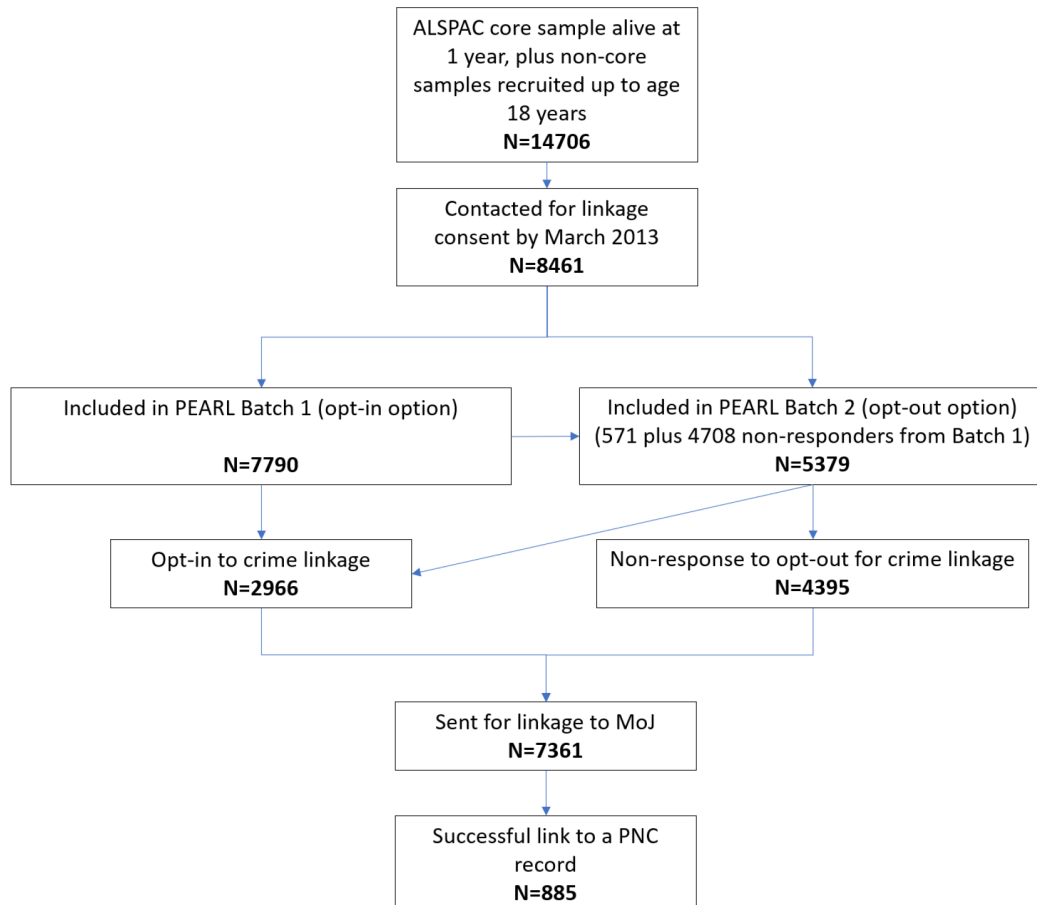 ALSPAC core sample alive at
1 year, plus non-core
samples recruited up to age
18 years
N=14706
Contacted for linkage
consent by March 2013
N=8461
Included in PEARL Batch 1 (opt-in option)
N=7790
Included in PEARL Batch 2 (opt-out option)
(571 plus 4708 non-responders from Batch 1)
N=5379
Opt-in to crime linkage
N=2966
Non-response to opt-out for crime linkage
N=4395
Sent for linkage to MoJ
N=7361
Successful link to a PNC
record
N=885